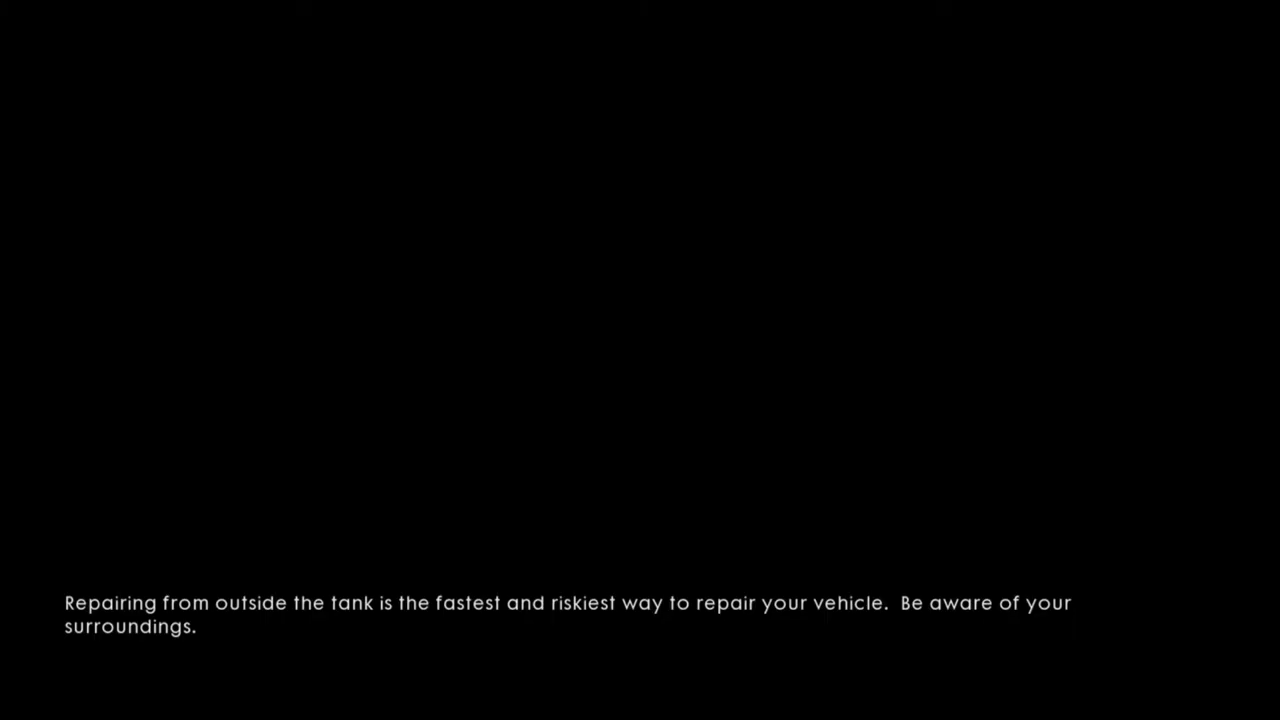 Repairing from outside the tank is the fastest and riskiest way to repair your vehicle.  Be aware of your
surroundings.